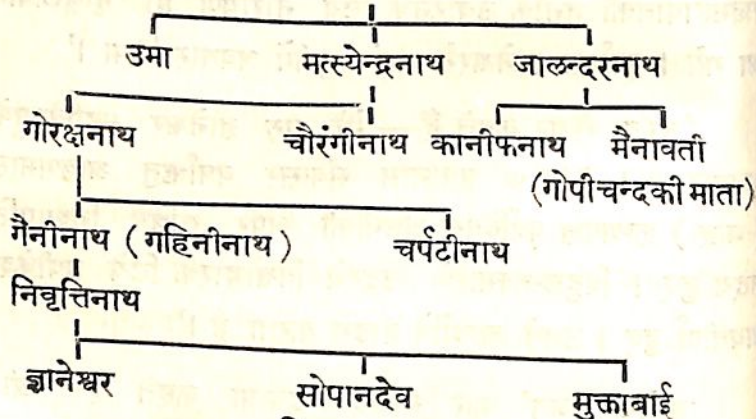 उमा मत्स्येन्द्रनाथ जालन्दरनाथ
गोरक्षनाथ चौरंगीनाथ कानीफनाथ मैनावती
(गोपीचन्दकी माता)
गैनीनाथ (गहिनीनाथ) चर्पटीनाथ
निवृत्तिनाथ
ज्ञानेश्वर सोपानदेव मुक्ताबाई